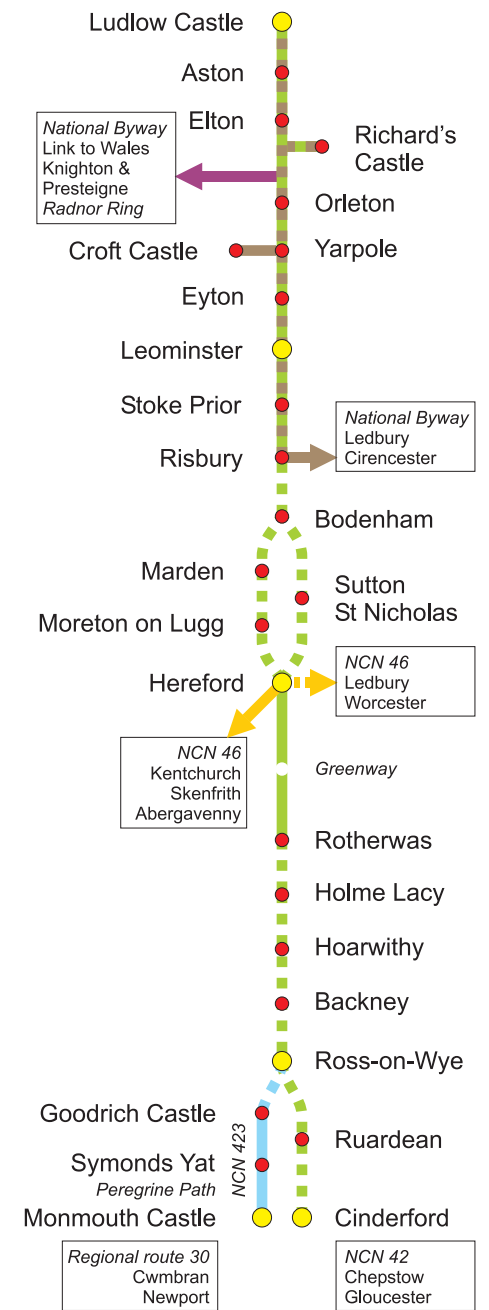 Ludlow Castle
Aston
Elton
National Byway
Link to Wales
Knighton &
Presteigne
Radnor Ring
Richard's
Castle
Orleton
Croft Castle
Yarpole
Eyton
Leominster
Stoke Prior
National Byway
Ledbury
Cirencester
Risbury
Bodenham
Marden
Sutton
St Nicholas
Moreton on Lugg
NCN 46
Ledbury
Worcester
Hereford
NCN 46
Kentchurch
Skenfrith
Abergavenny
Greenway
Rotherwas
Holme Lacy
Hoarwithy
Backney
Ross-on-Wye
Goodrich Castle
NCN 423
Ruardean
Symonds Yat
Peregrine Path
Monmouth Castle
Cinderford
Regional route 30
Cwmbran
Newport
NCN 42
Chepstow
Gloucester